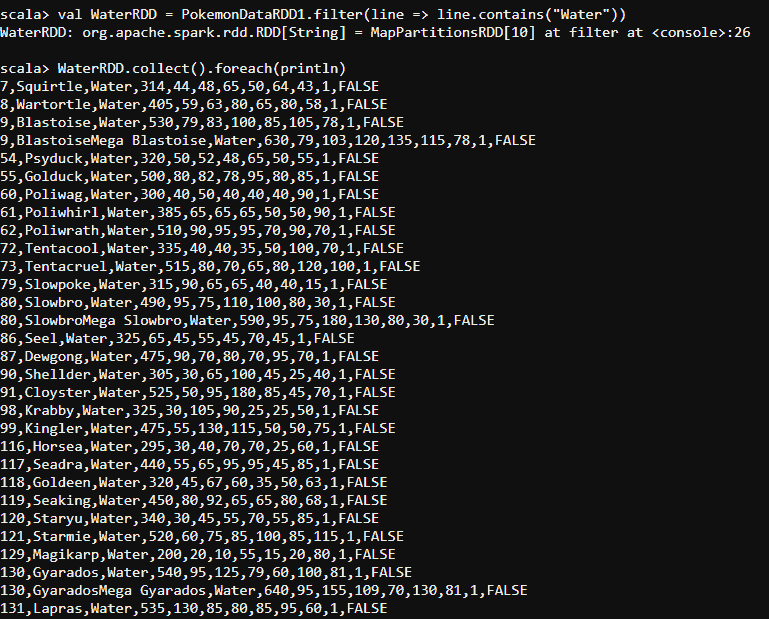 scala> val WaterRDD = PokemonDataRDD1.filter(line => line.contains("Water"))
WaterRDD: org.apache.spark.rdd.RDD[String] = MapPartitionsRDD[10] at filter at <console>:26
scala> WaterRDD.collect().foreach(println)
7,Squirtle,Water,314,44,48,65,50,64,43,1,FALSE
8,Wartortle,Water,405,59,63,80,65,80,58,1,FALSE
9,Blastoise,Water,530,79,83,100,85,105,78,1,FALSE
9,BlastoiseMega Blastoise,Water,630,79,103,120,135,115,78,1,FALSE
54,Psyduck,Water,320,50,52,48,65,50,55,1,FALSE
55,Golduck,Water,500,80,82,78,95,80,85,1,FALSE
60,Poliwag,Water,300,40,50,40,40,40,90,1,FALSE
61,Poliwhirl,Water,385,65,65,65,50,50,90,1,FALSE
62,Poliwrath,Water,510,90,95,95,70,90,70,1,FALSE
72,Tentacool,Water,335,40,40,35,50,100,70,1,FALSE
73,Tentacruel,Water,515,80,70,65,80,120,100,1,FALSE
79,Slowpoke,Water,315,90,65,65,40,40,15,1,FALSE
80,Slowbro,Water,490,95,75,110,100,80,30,1,FALSE
80,SlowbroMega Slowbro,Water,590,95,75,180,130,80,30,1,FALSE
86,Seel,Water,325,65,45,55,45,70,45,1,FALSE
87,Dewgong,Water,475,90,70,80,70,95,70,1,FALSE
90,Shellder,Water,305,30,65,100,45,25,40,1,FALSE
91,Cloyster,Water,525,50,95,180,85,45,70,1,FALSE
98,Krabby,Water,325,30,105,90,25,25,50,1,FALSE
99,Kingler,Water,475,55,130,115,50,50,75,1,FALSE
116,Horsea,Water,295,30,40,70,70,25,60,1,FALSE
117,Seadra,Water,440,55,65,95,95,45,85,1,FALSE
118,Goldeen,Water,320,45,67,60,35,50,63,1,FALSE
119,Seaking,Water,450,80,92,65,65,80,68,1,FALSE
120,Staryu,Water,340,30,45,55,70,55,85,1,FALSE
121,Starmie,Water,520,60,75,85,100,85,115,1,FALSE
129,Magikarp,Water,200,20,10,55,15,20,80,1,FALSE
130,Gyarados,Water,540,95,125,79,60,100,81,1,FALSE
130,GyaradosMega Gyarados,Water,640,95,155,109,70,130,81,1,FALSE
131,Lapras,Water,535,130,85,80,85,95,60,1,FALSE